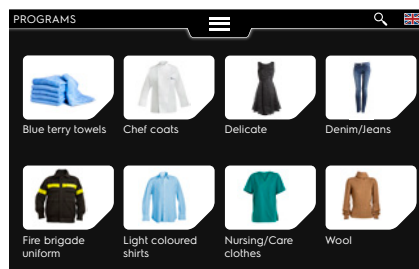 PROGRAMS
Blue terry towels
Chef coats
Delicate
Denim/Jeans
Fire brigade
uniform
Light coloured
shirts
Nursing/Care
clothes
Wool